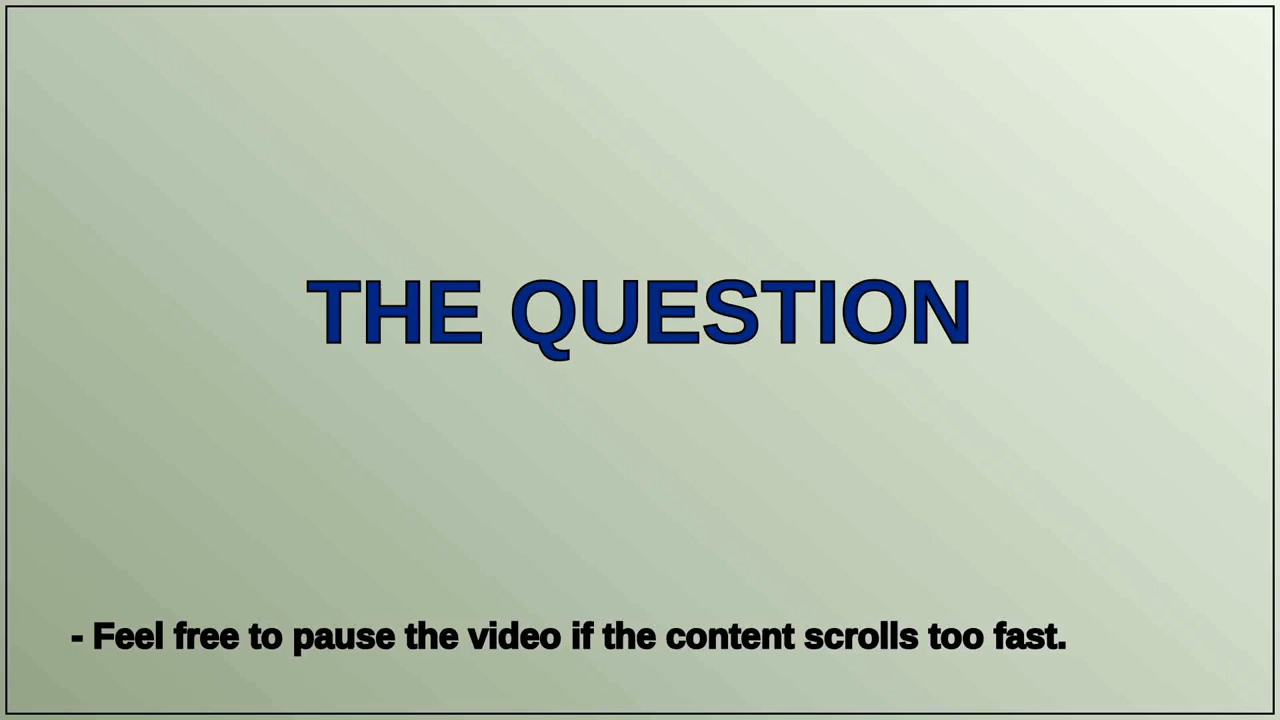 THE QUESTION
- Feel free to pause the video if the content scrolls too fast.